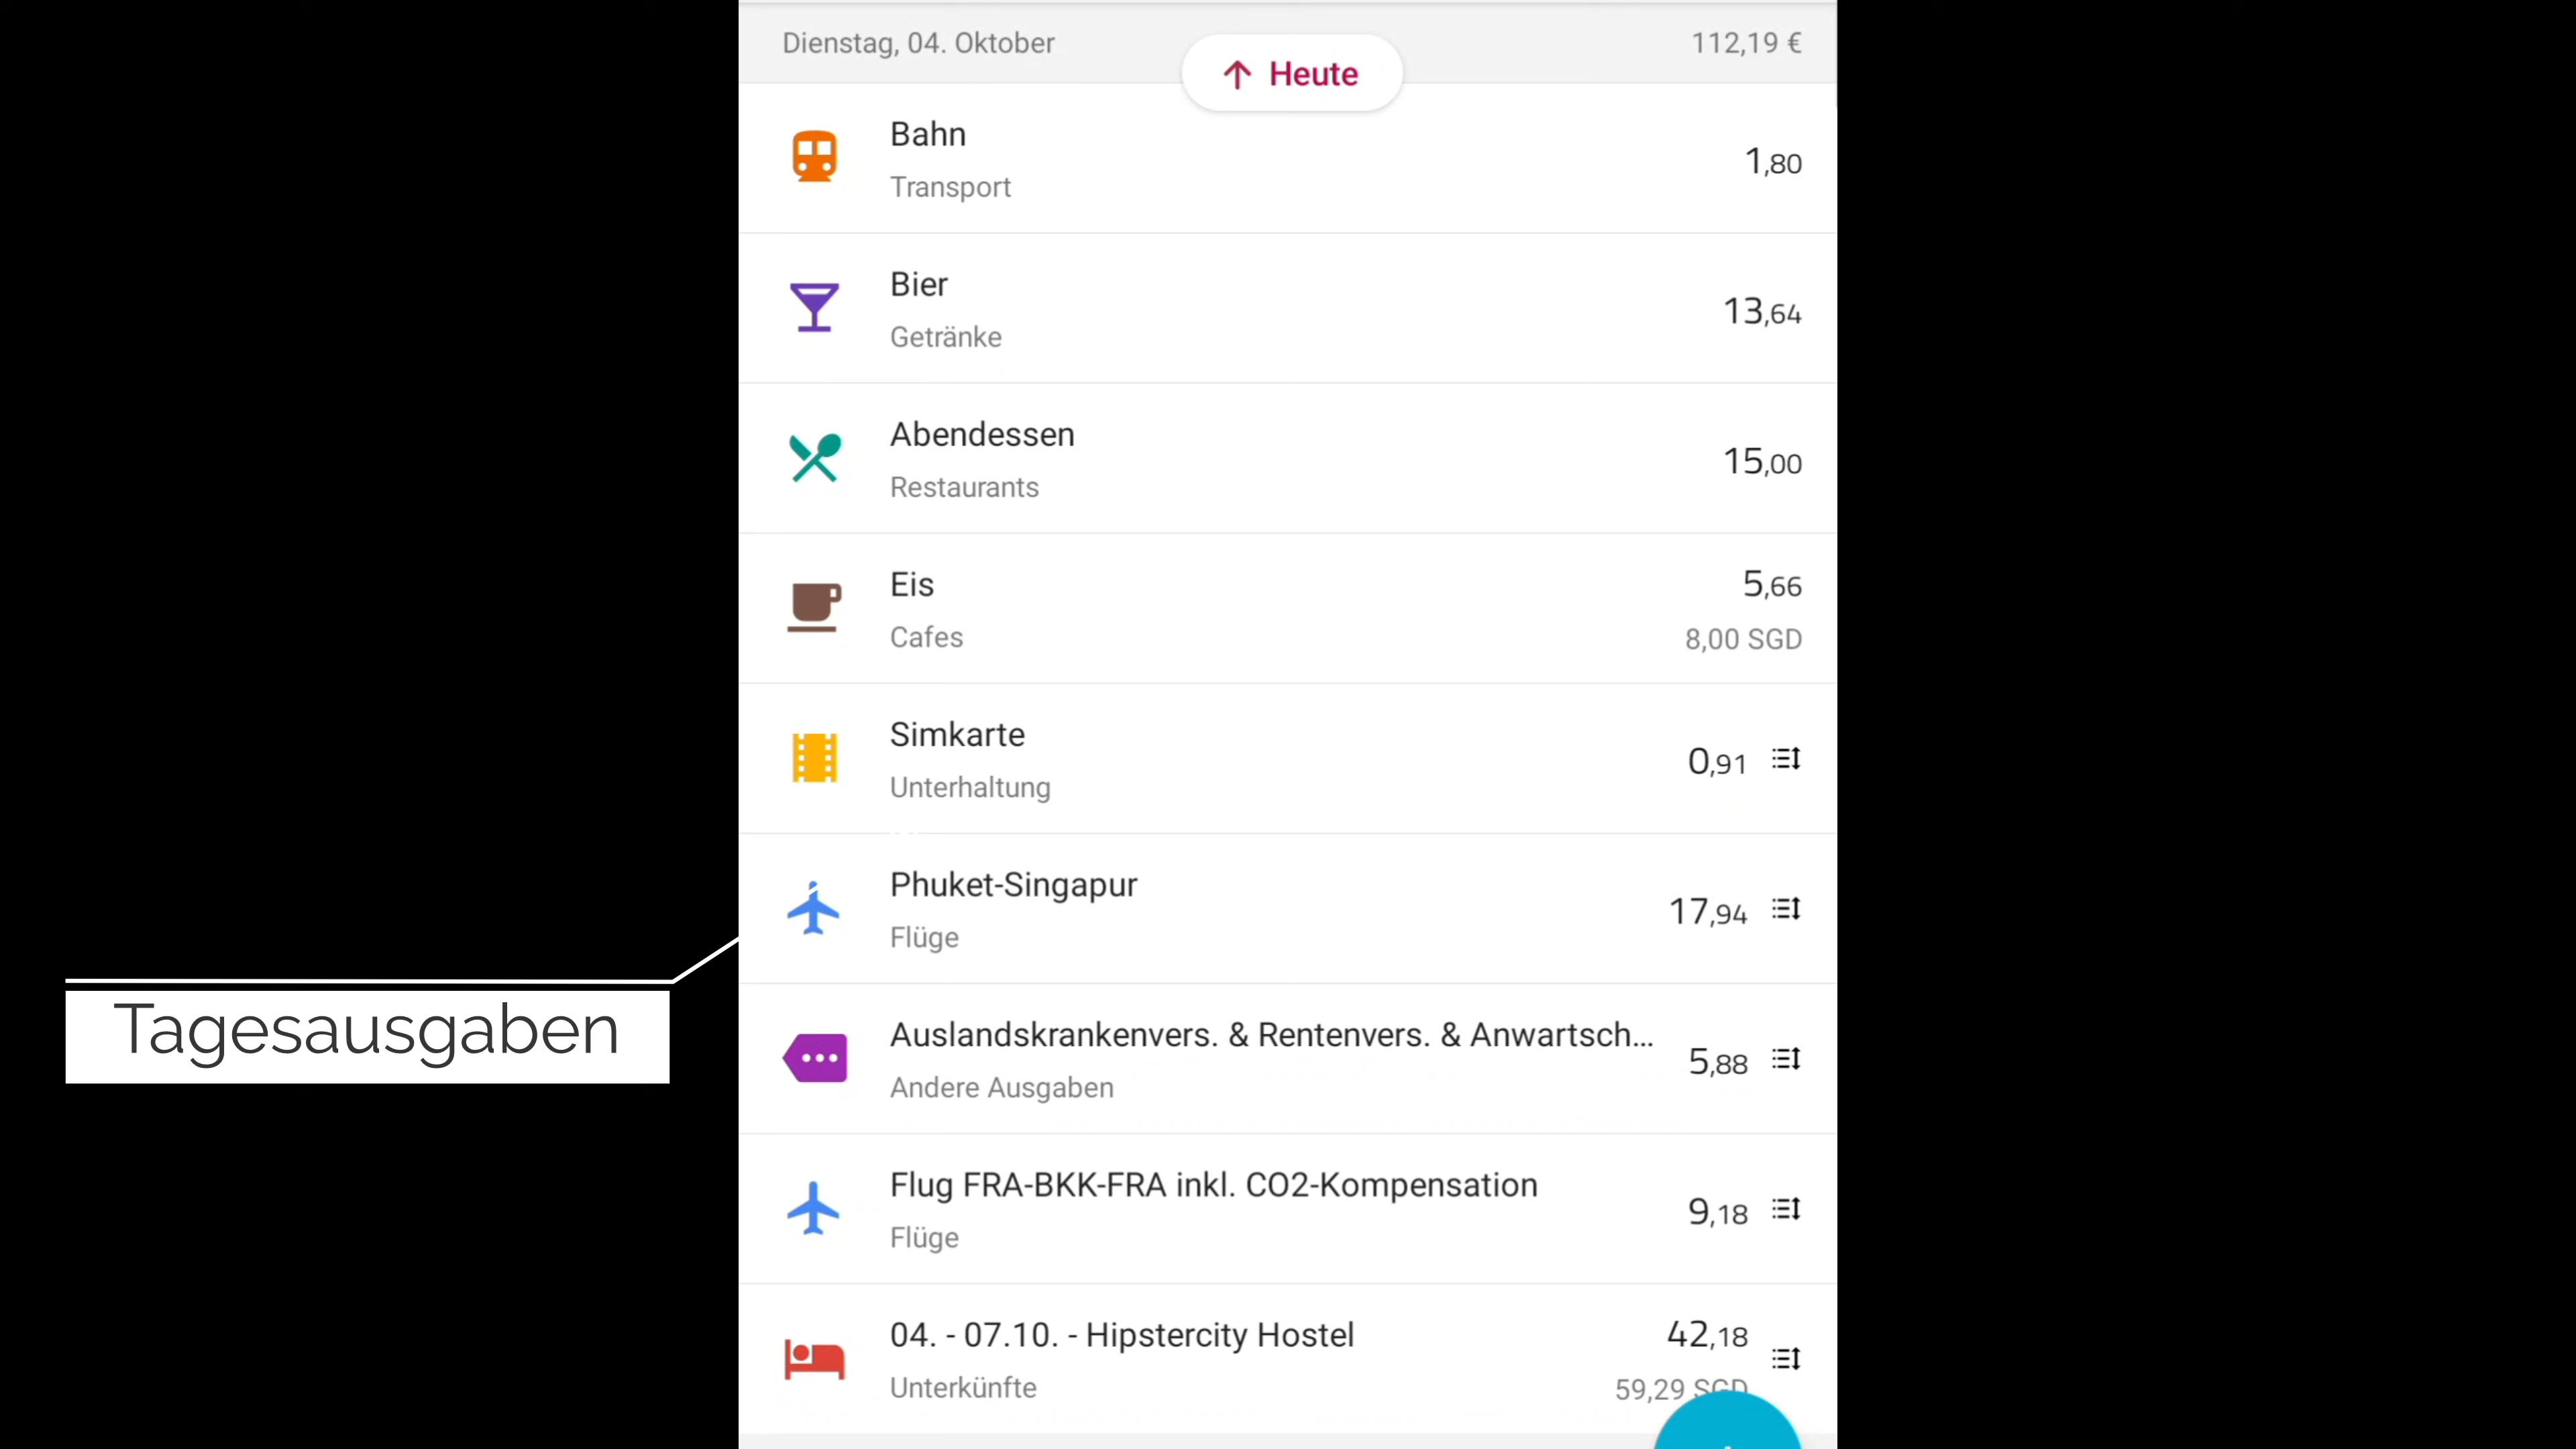 Dienstag, 04. Oktober
112,19 €
Heute
Bahn
1,80
Transport
Bier
13,64
Getränke
Abendessen
15,00
Restaurants
Eis
5,66
Cafes
8,00 SGD
Simkarte
0,91
Unterhaltung
Phuket-Singapur
17,94
Flüge
Auslandskrankenvers. & Rentenvers. & Anwartsch...
5,88
Andere Ausgaben
Flug FRA-BKK-FRA inkl. CO2-Kompensation
9,18
Flüge
04. - 07.10. - Hipstercity Hostel
42,18
Unterkünfte
59,29 SGD
Tagesausgaben